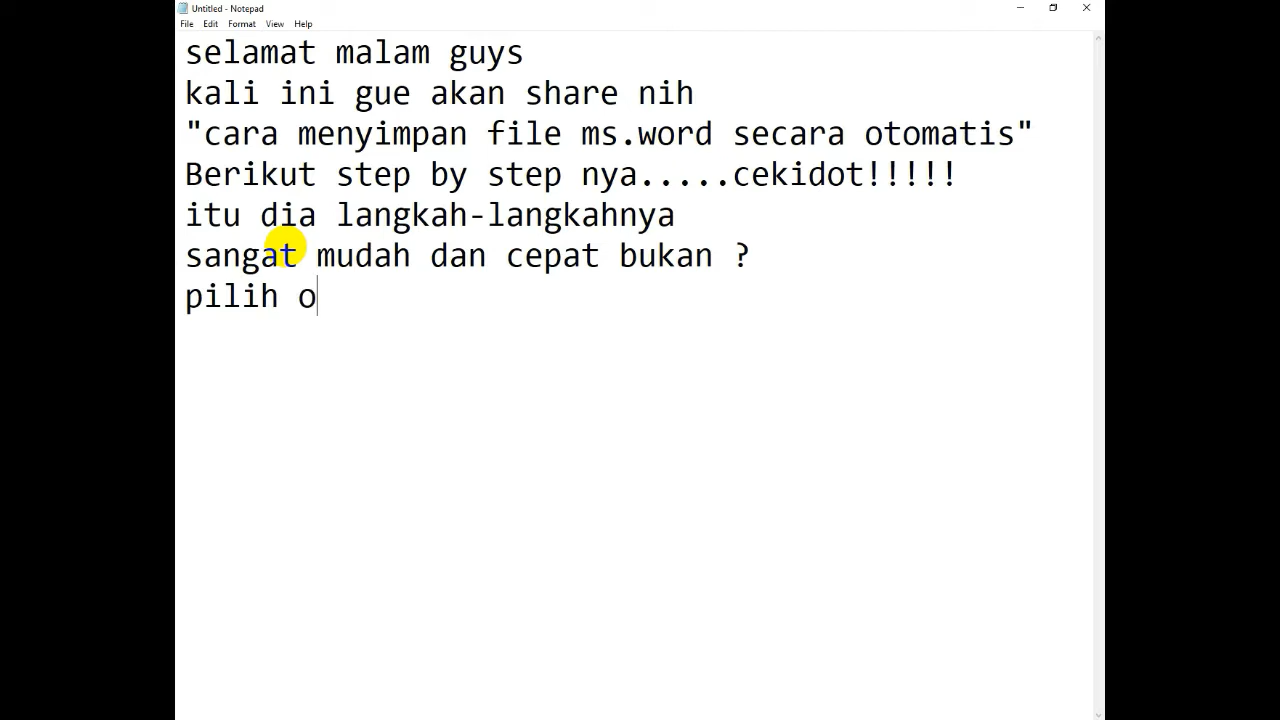 Untitled - Notepad
File Edit Format View Help
selamat malam guys
kali ini gue akan share nih
"cara menyimpan file ms.word secara otomatis"
Berikut step by step nya.....cekidot!!!!!
itu dia langkah-langkahnya
sangat mudah dan cepat bukan ?
pilih o